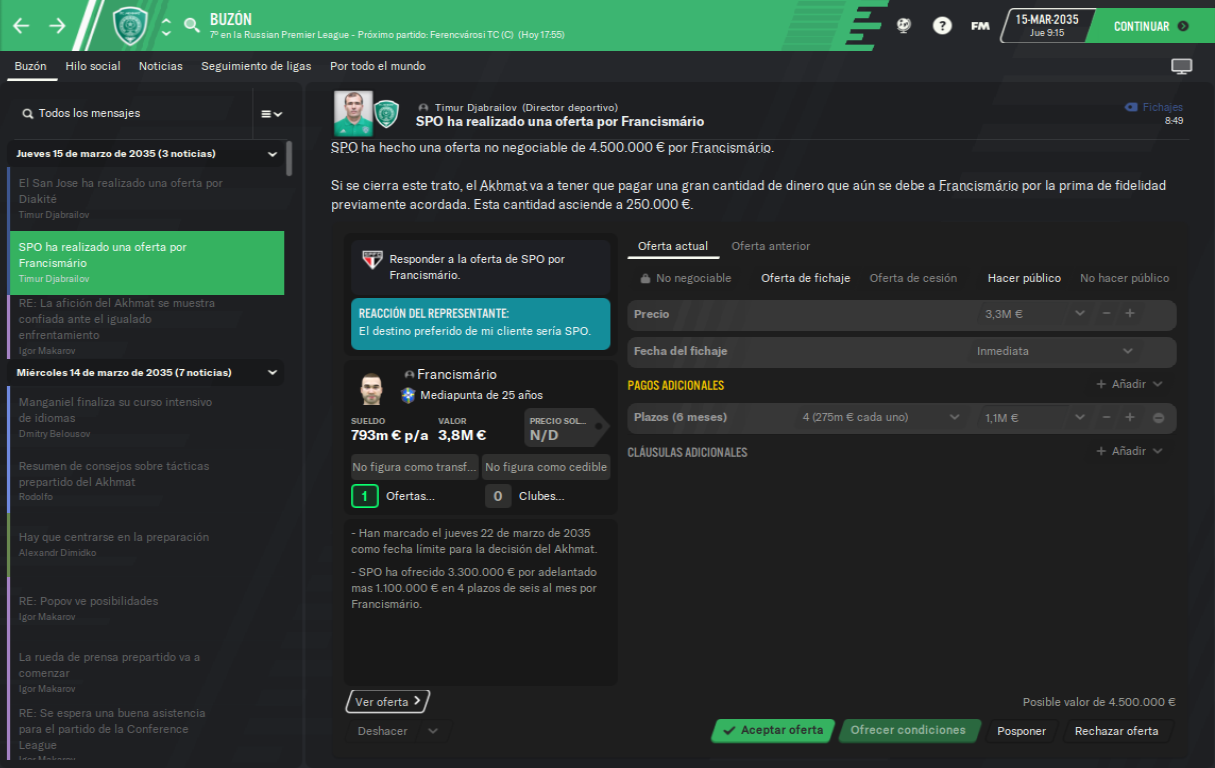 BUZÓN
7º en la Russian Premier League - Próximo partido: Ferencvárosi TC (C) (Hoy 17:55)
FM
15-MAR-2035
Jue 9:15
CONTINUAR
Buzón
Hilo social
Noticias
Seguimiento de ligas
Por todo el mundo
Todos los mensajes
Jueves 15 de marzo de 2035 (3 noticias)
El San Jose ha realizado una oferta por
Diakité
Timur Djabrailov
SPO ha realizado una oferta por
Francismário
Timur Djabrailov
RE: La afición del Akhmat se muestra
confiada ante el igualado
enfrentamiento
Igor Makarov
Miércoles 14 de marzo de 2035 (7 noticias)
Manganiel finaliza su curso intensivo
de idiomas
Dmitry Belousov
Resumen de consejos sobre tácticas
prepartido del Akhmat
Rodolfo
Hay que centrarse en la preparación
Alexandr Dimidko
RE: Popov ve posibilidades
Igor Makarov
La rueda de prensa prepartido va a
comenzar
Igor Makarov
RE: Se espera una buena asistencia
para el partido de la Conference
League
Igor Makarov
Timur Djabrailov (Director deportivo)
SPO ha realizado una oferta por Francismário
Fichajes
8:49
SPO ha hecho una oferta no negociable de 4.500.000 € por Francismário.
Si se cierra este trato, el Akhmat va a tener que pagar una gran cantidad de dinero que aún se debe a Francismário por la prima de fidelidad
previamente acordada. Esta cantidad asciende a 250.000 €.
Responder a la oferta de SPO por
Francismário.
REACCIÓN DEL REPRESENTANTE:
El destino preferido de mi cliente sería SPO.
Francismário
Mediapunta de 25 años
SUELDO
793m € p/a
VALOR
3,8M €
PRECIO SOL...
N/D
No figura como transf...
No figura como cedible
1 Ofertas...
0 Clubes...
- Han marcado el jueves 22 de marzo de 2035
como fecha límite para la decisión del Akhmat.
- SPO ha ofrecido 3.300.000 € por adelantado
mas 1.100.000 € en 4 plazos de seis al mes por
Francismário.
Ver oferta
Deshacer
Oferta actual
Oferta anterior
No negociable
Oferta de fichaje
Oferta de cesión
Hacer público
No hacer público
Precio
3,3M €
Fecha del fichaje
Inmediata
PAGOS ADICIONALES
Añadir
Plazos (6 meses)
4 (275m € cada uno)
1,1M €
CLÁUSULAS ADICIONALES
Añadir
Posible valor de 4.500.000 €
Aceptar oferta
Ofrecer condiciones
Posponer
Rechazar oferta